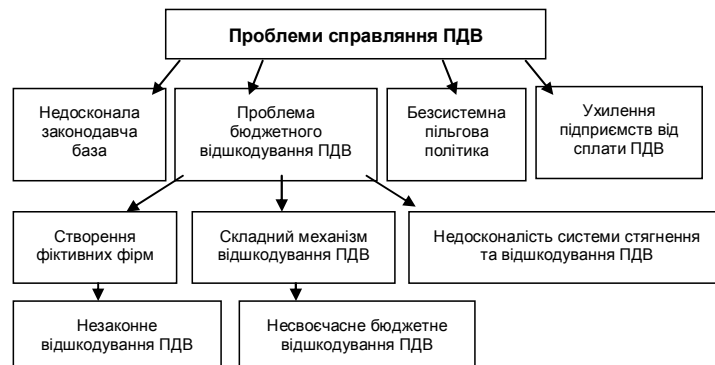 Проблеми справляння ПДВ
Недосконала
законодавча
база
Проблема
бюджетного
відшкодування ПДВ
Безсистемна
пільгова
політика
Ухилення
підприємств від
сплати ПДВ
Створення
фіктивних фірм
Складний механізм
відшкодування ПДВ
Недосконалість системи стягнення
та відшкодування ПДВ
Незаконне
відшкодування ПДВ
Несвоєчасне бюджетне
відшкодування ПДВ